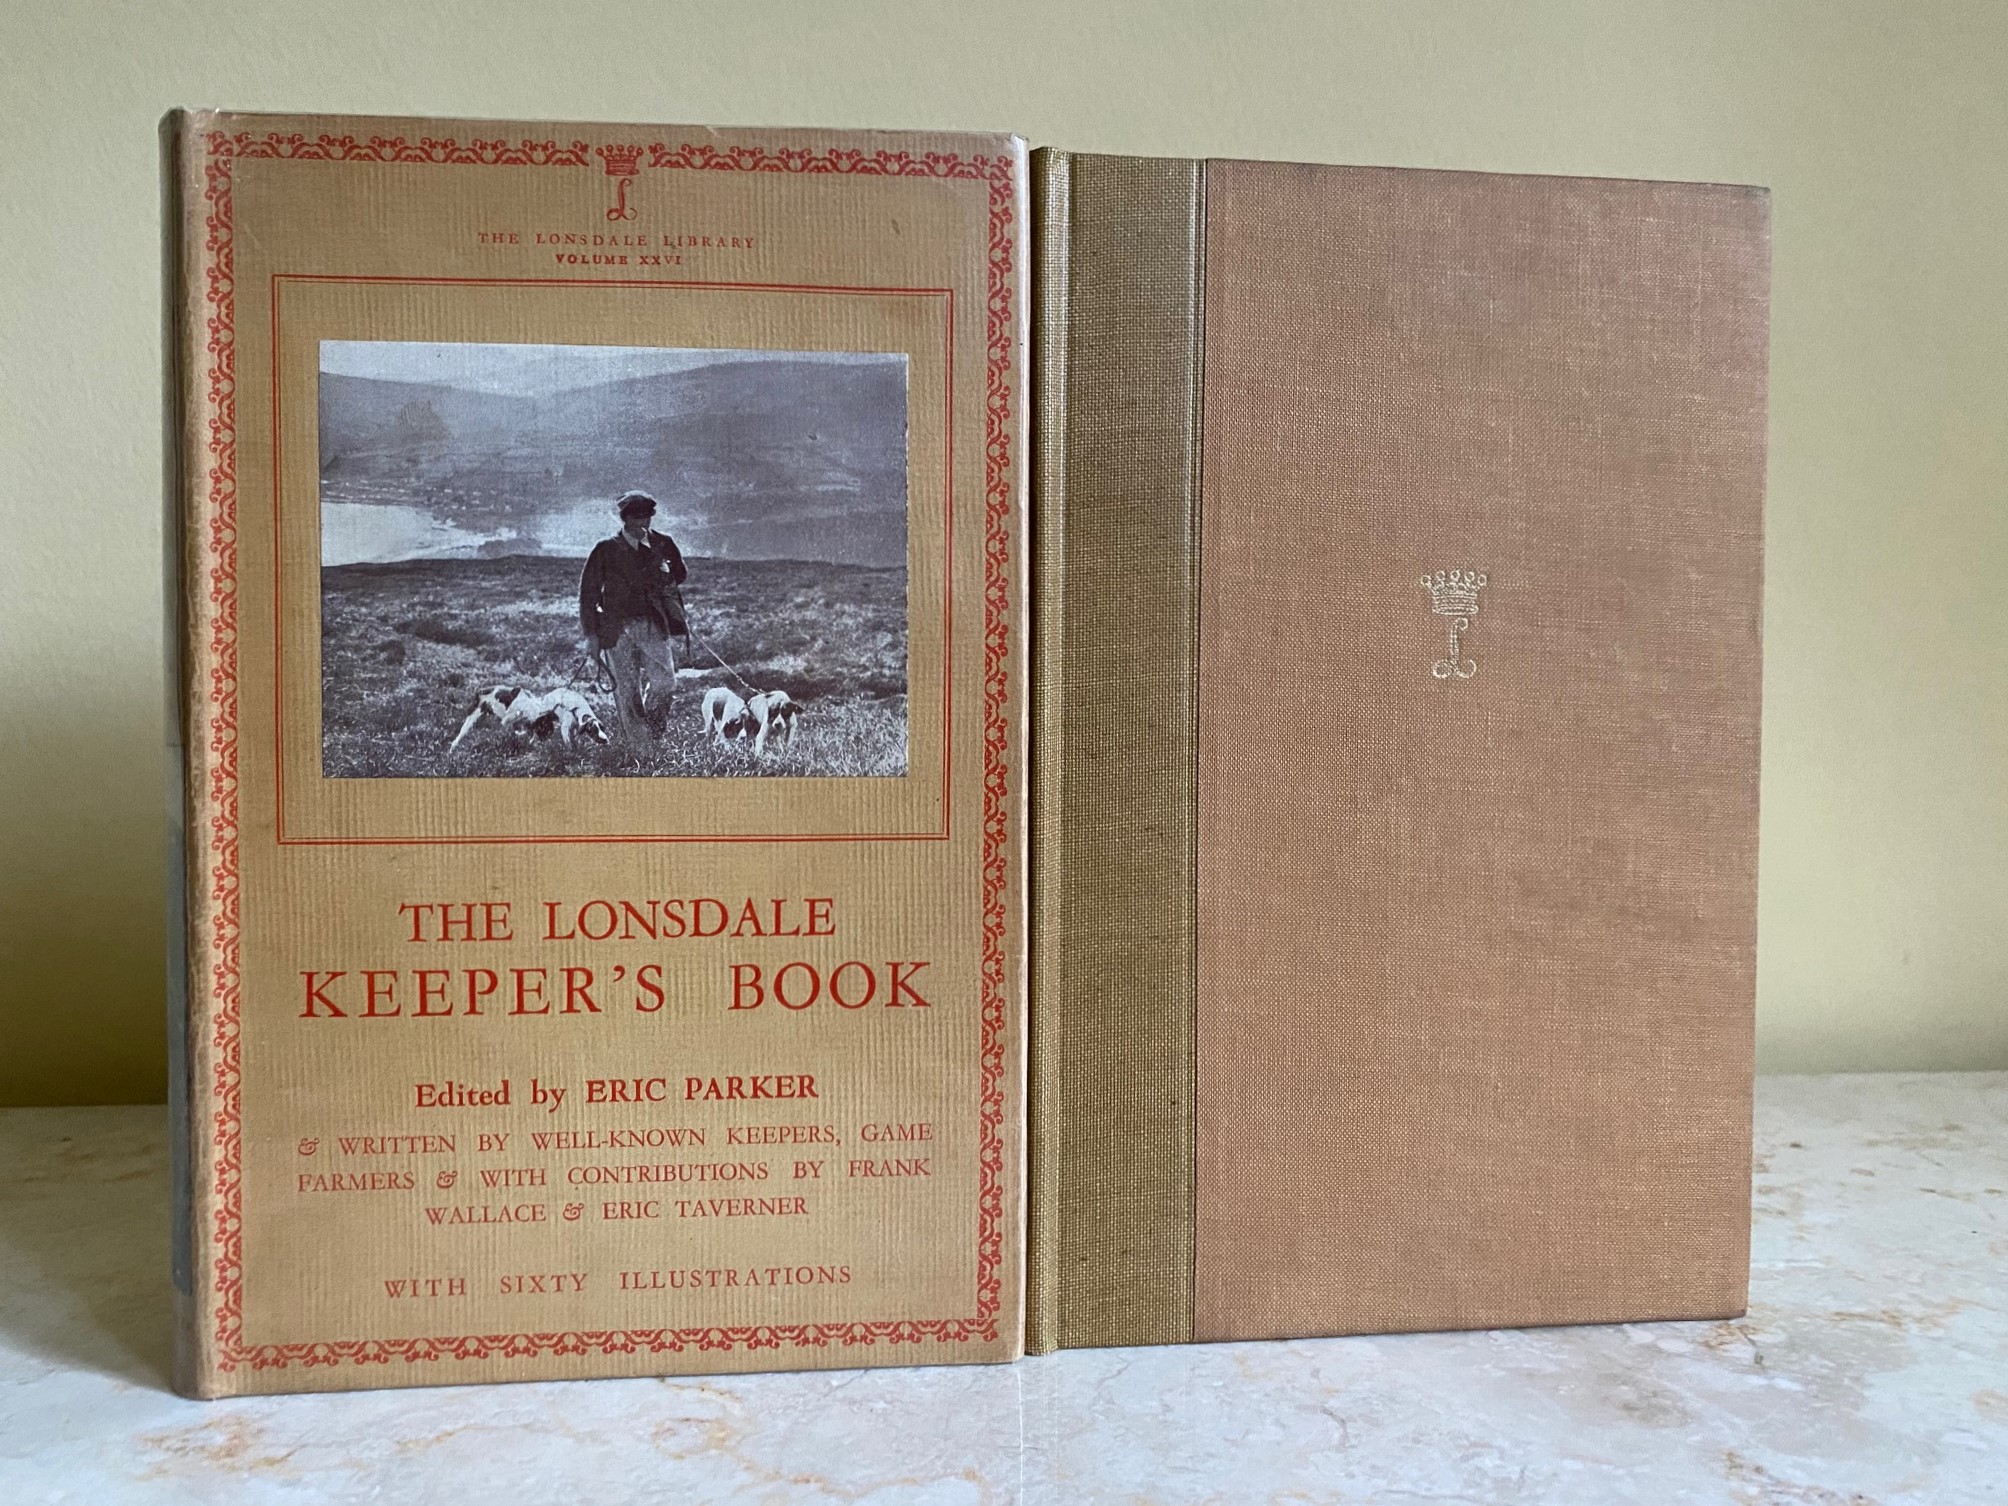 L
THE LONSDALE LIBRARY
VOLUME XXVI
THE LONSDALE
KEEPER'S BOOK
Edited by ERIC PARKER
& WRITTEN BY WELL-KNOWN KEEPERS, GAME
FARMERS & WITH CONTRIBUTIONS BY FRANK
WALLACE & ERIC TAVERNER
WITH SIXTY ILLUSTRATIONS
L